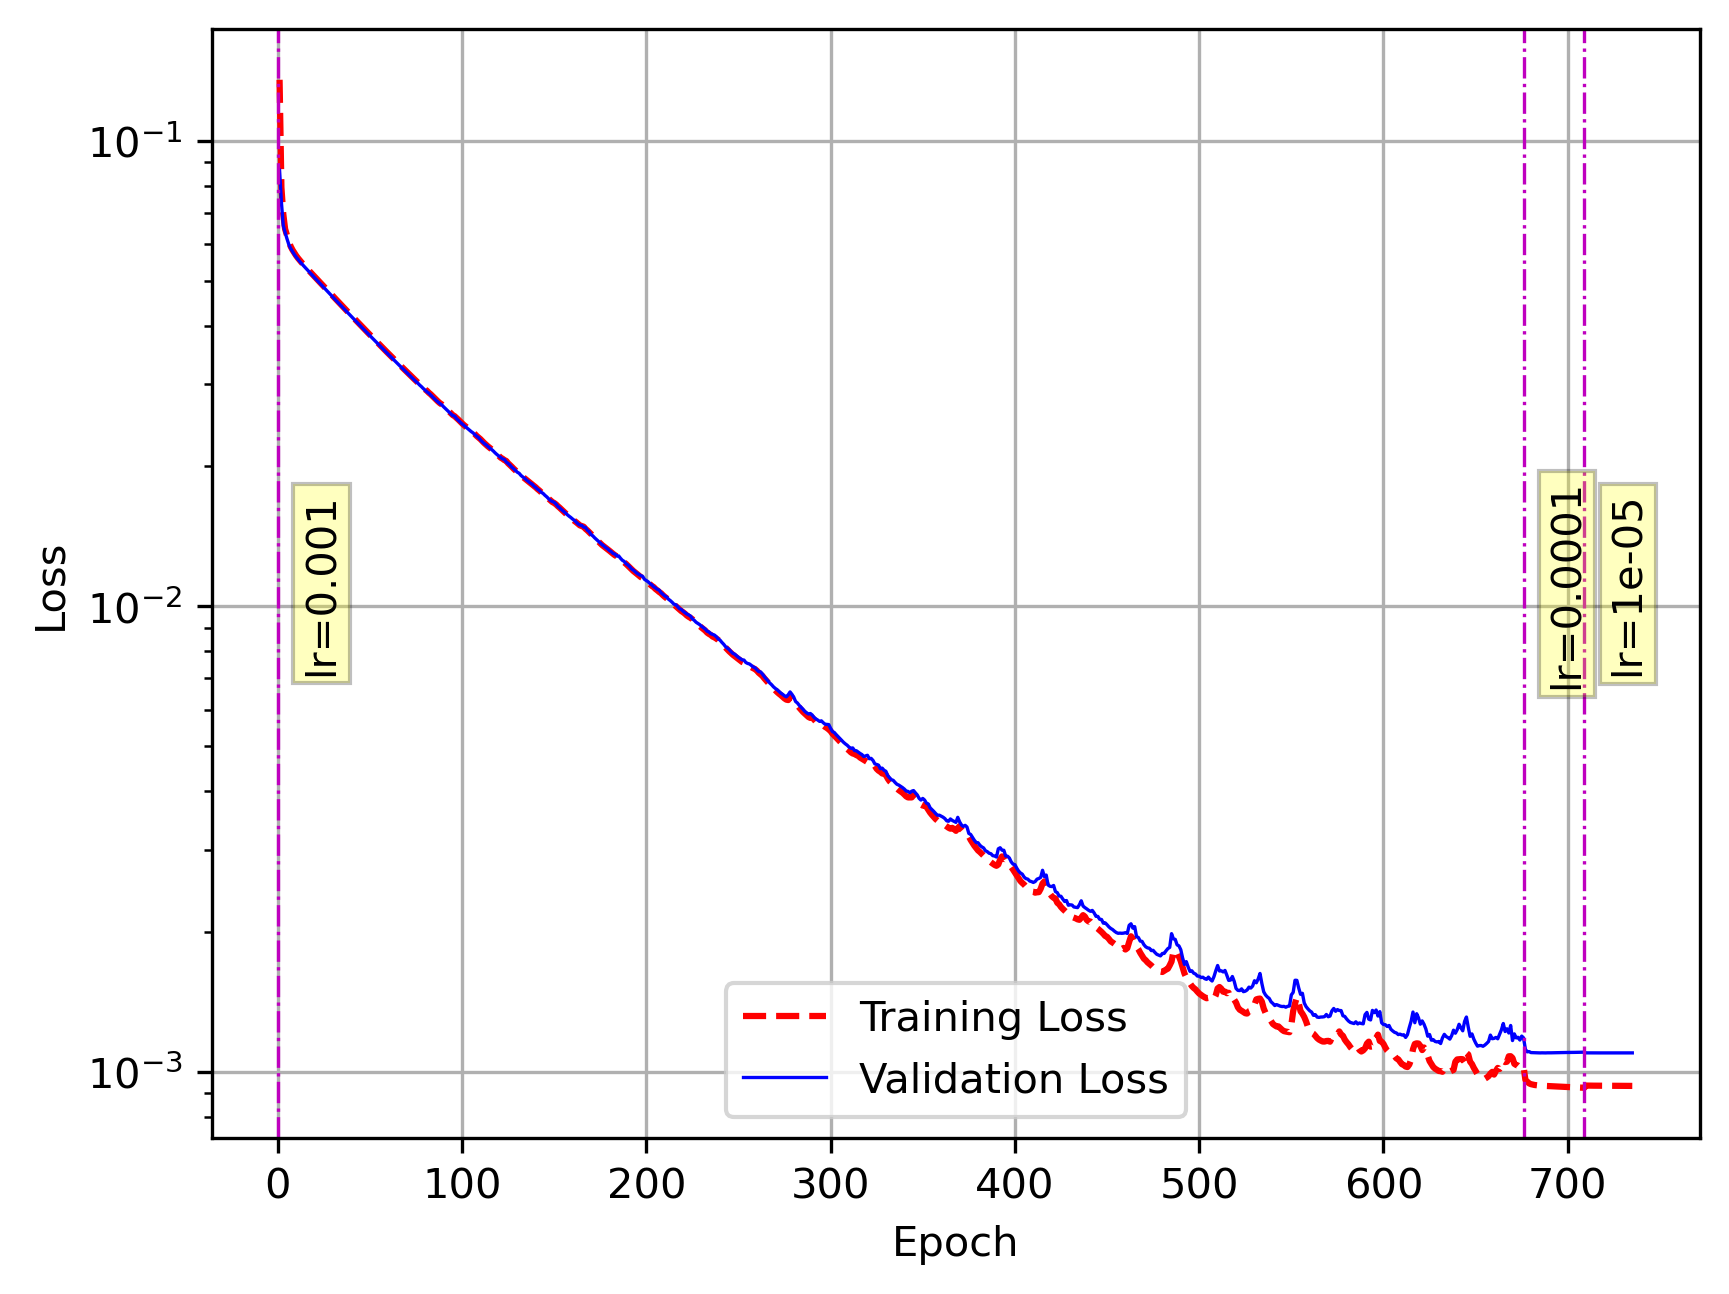 10⁻¹
10⁻²
10⁻³
Loss
lr=0.001
lr=0.0001
lr=1e-05
Training Loss
Validation Loss
0 100 200 300 400 500 600 700
Epoch